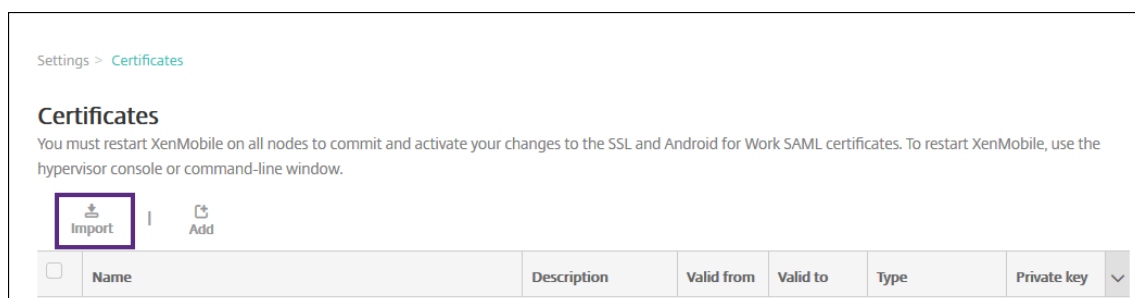 Settings > Certificates
Certificates
You must restart XenMobile on all nodes to commit and activate your changes to the SSL and Android for Work SAML certificates. To restart XenMobile, use the
hypervisor console or command-line window.
Import | Add
Name Description Valid from Valid to Type Private key